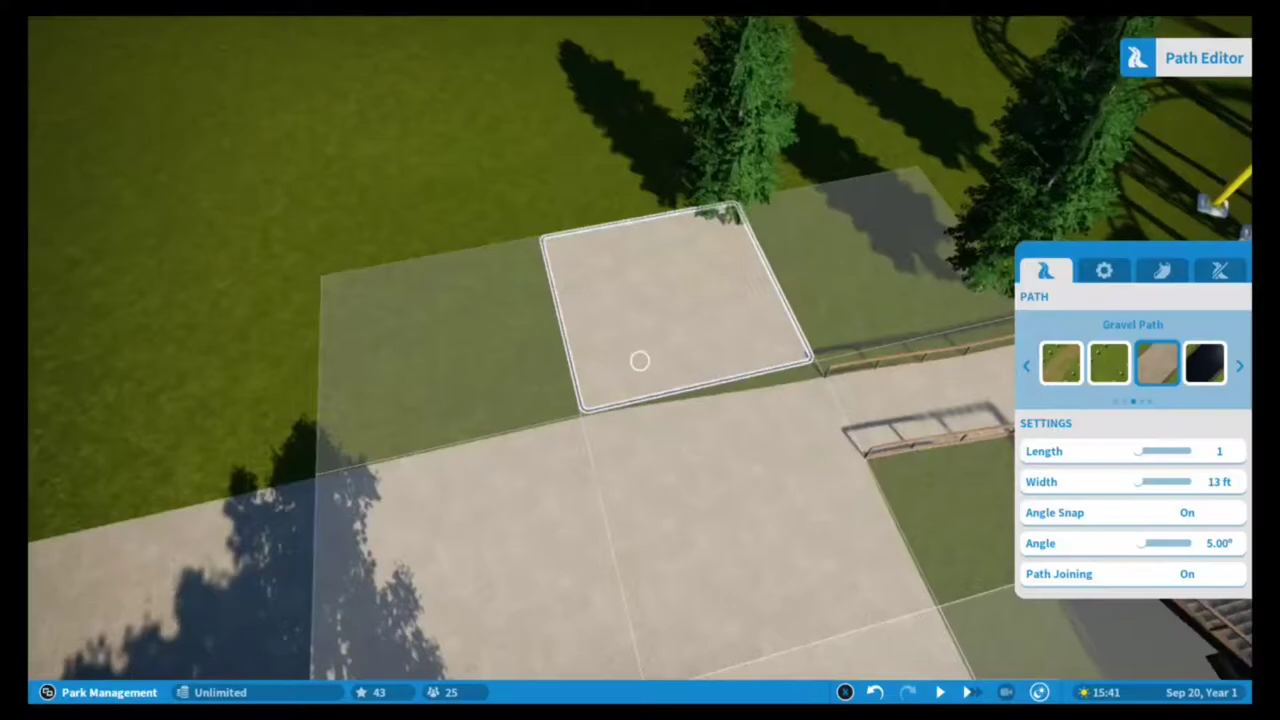 Path Editor
PATH
Gravel Path
SETTINGS
Length 1
Width 13 ft
Angle Snap On
Angle 5.00°
Path Joining On
Park Management Unlimited 43 25 X 15:41 Sep 20, Year 1